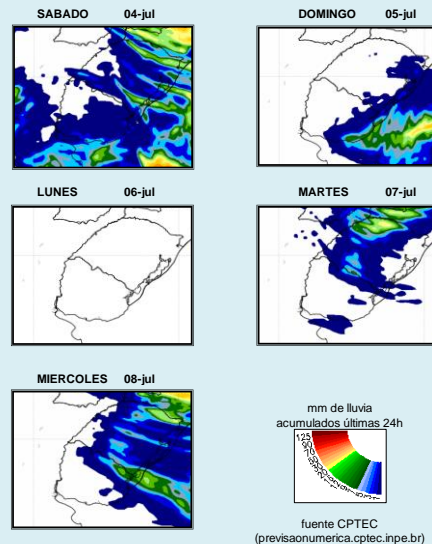 SABADO 04-jul
DOMINGO 05-jul
LUNES 06-jul
MARTES 07-jul
MIERCOLES 08-jul
mm de lluvia
acumulados últimas 24h
fuente CPTEC
(previsaonumerica.cptec.inpe.br)